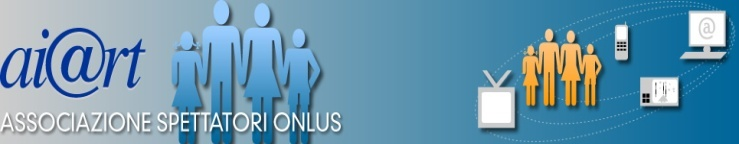 ai@rt
ASSOCIAZIONE SPETTATORI ONLUS
@